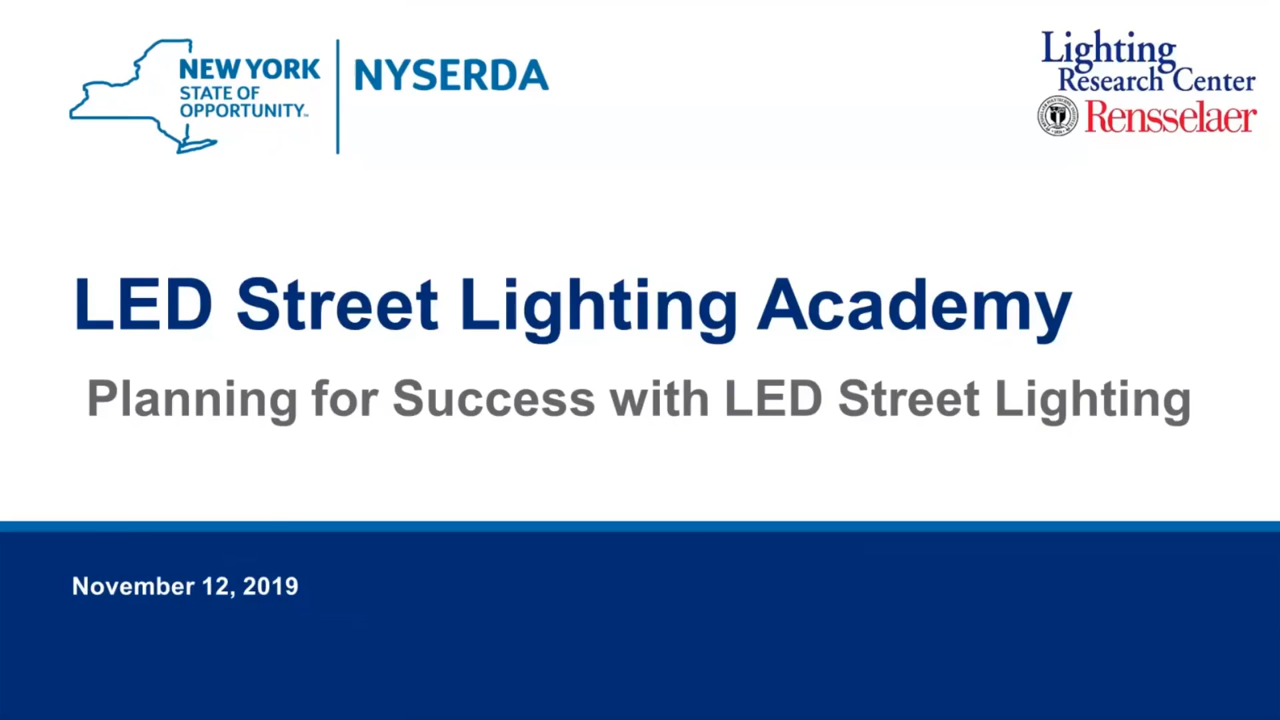 NEW YORK
STATE OF
OPPORTUNITY™
NYSERDA
Lighting
Research Center
Rensselaer
LED Street Lighting Academy
Planning for Success with LED Street Lighting
November 12, 2019